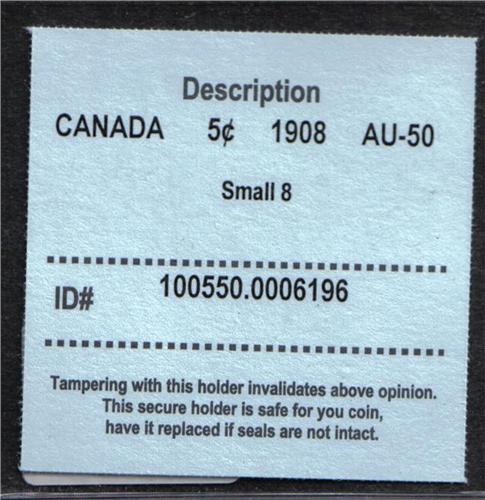 Description
CANADA 5¢ 1908 AU-50
Small 8
ID# 100550.0006196
Tampering with this holder invalidates above opinion.
This secure holder is safe for you coin,
have it replaced if seals are not intact.